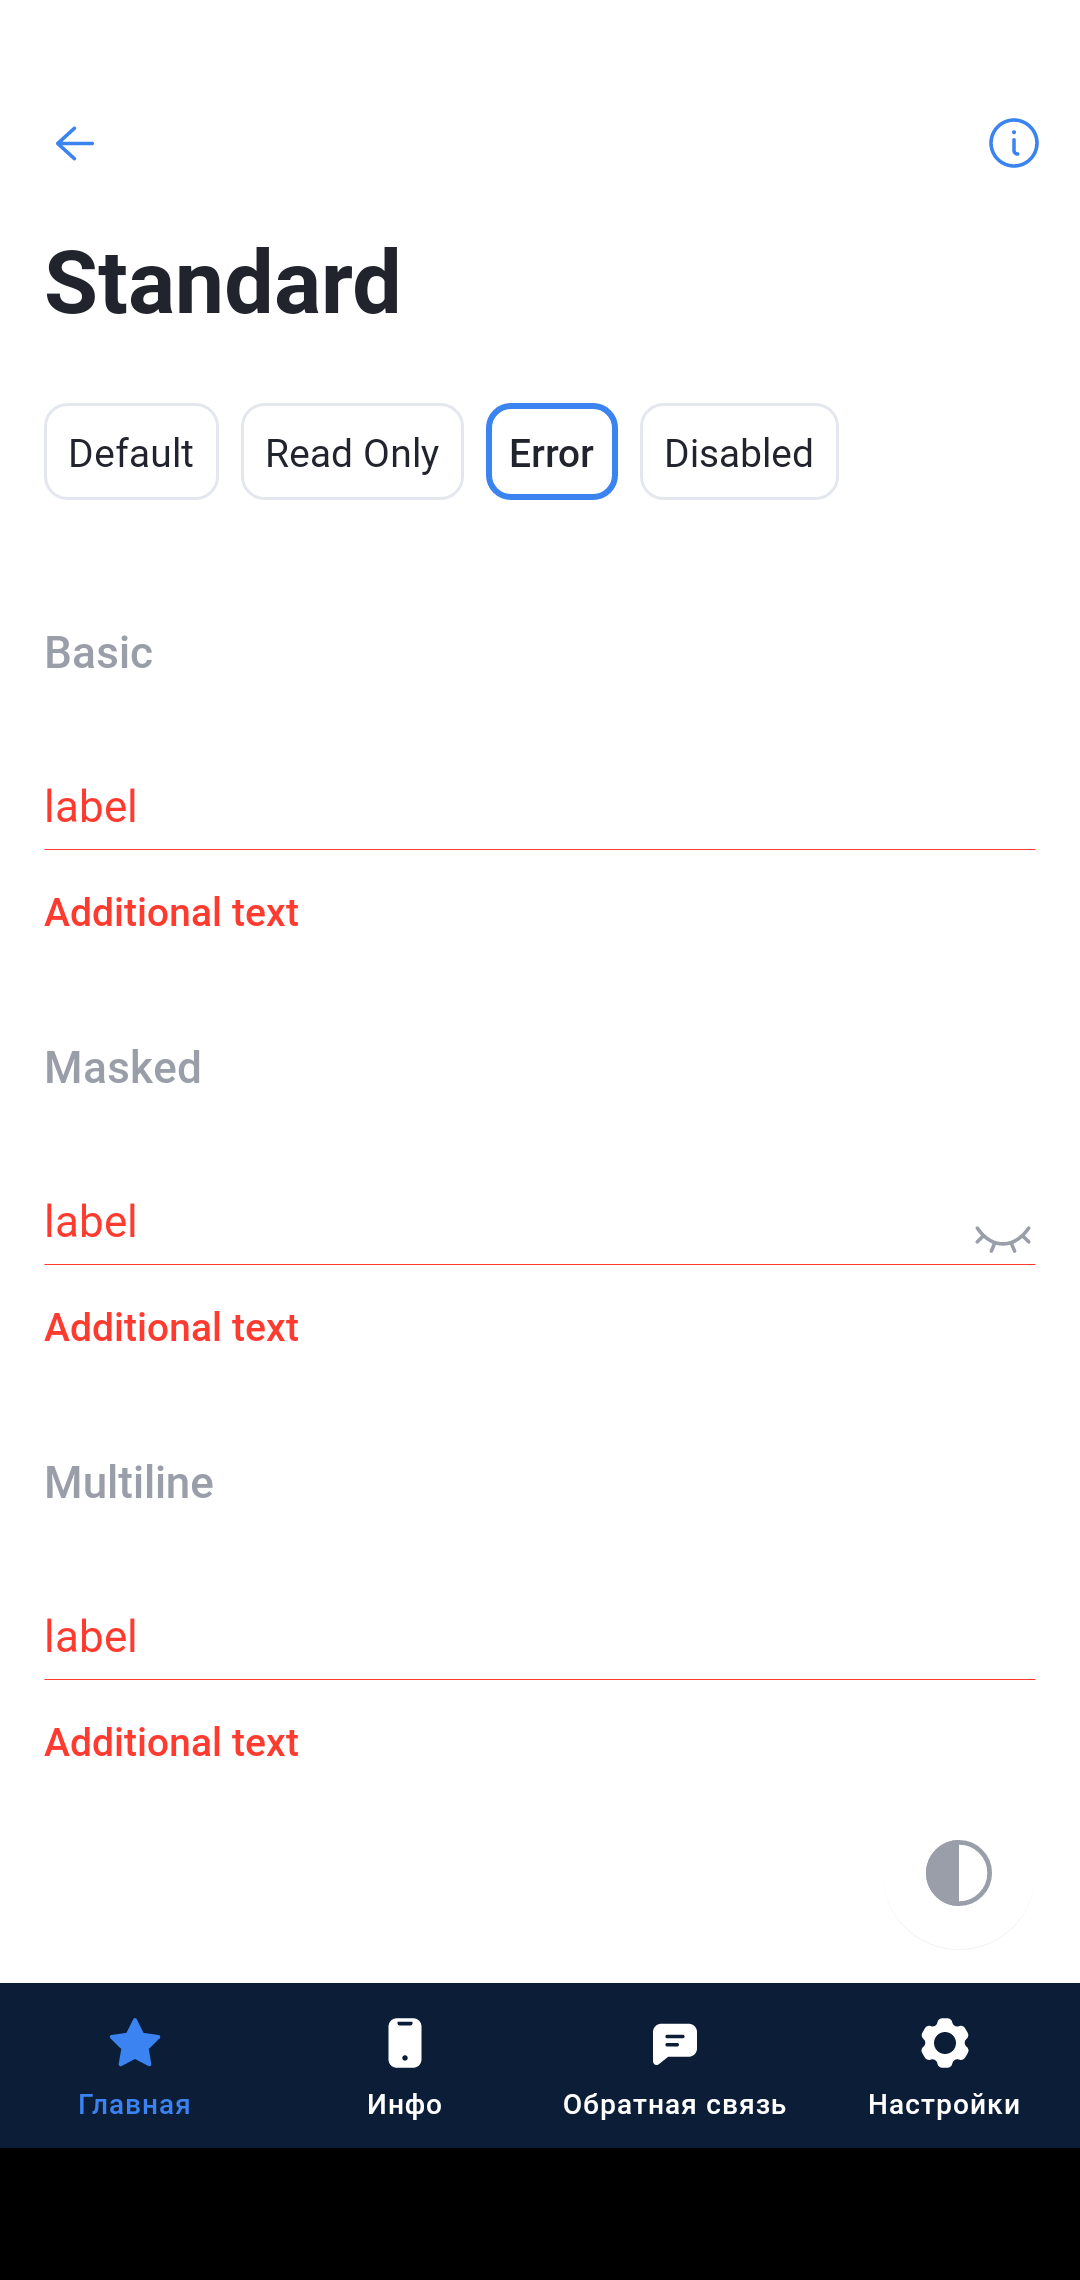 Standard
Default
Read Only
Error
Disabled
Basic
label
Additional text
Masked
label
Additional text
Multiline
label
Additional text
Главная
Инфо
Обратная связь
Настройки